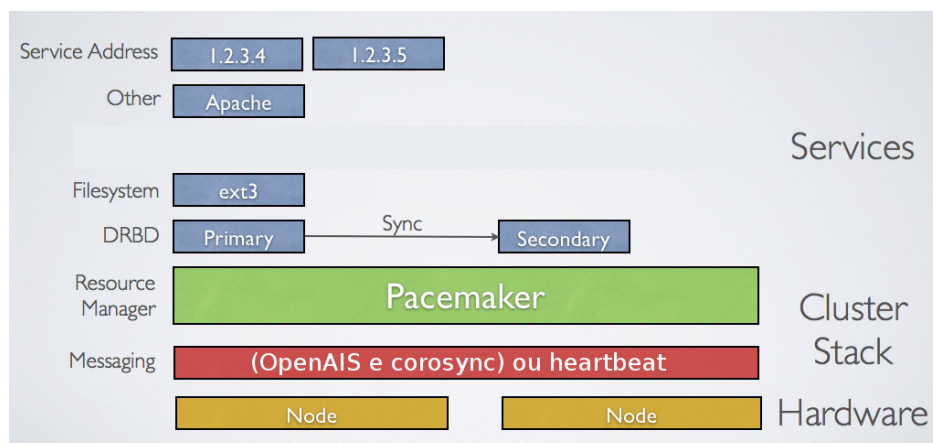 Service Address 1.2.3.4 1.2.3.5
Other Apache
Services
Filesystem ext3
DRBD Primary Sync Secondary
Resource
Manager
Pacemaker
Cluster
Stack
Messaging (OpenAIS e corosync) ou heartbeat
Node Node Hardware